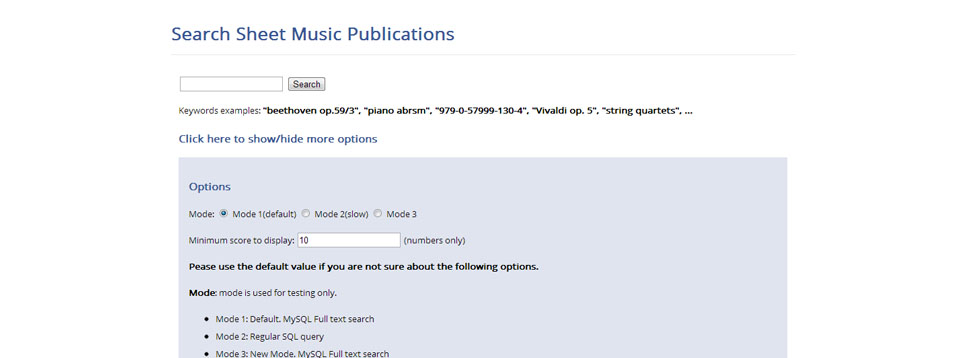 Search Sheet Music Publications
Search
Keywords examples: "beethoven op.59/3", "piano abrsm", "979-0-57999-130-4", "Vivaldi op. 5", "string quartets", ...
Click here to show/hide more options
Options
Mode: Mode 1(default) Mode 2(slow) Mode 3
Minimum score to display: 10 (numbers only)
Pease use the default value if you are not sure about the following options.
Mode: mode is used for testing only.
Mode 1: Default. MySQL Full text search
Mode 2: Regular SQL query
Mode 3: New Mode. MySQL Full text search